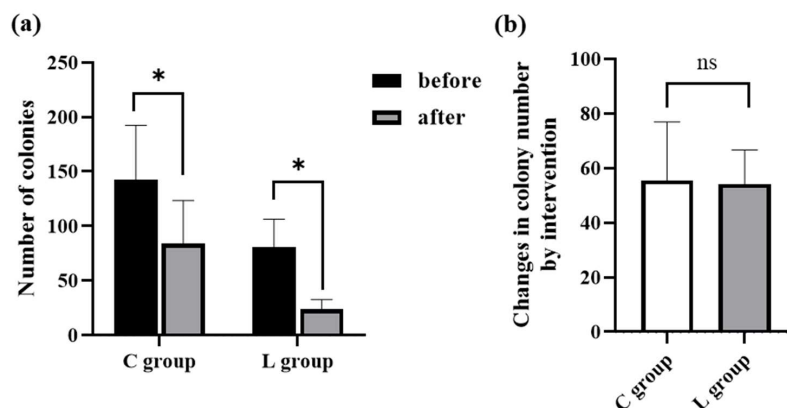 (a)
Number of colonies
250
200
150
100
50
0
*
*
before
after
C group
L group
(b)
Changes in colony number
by intervention
100
80
60
40
20
0
ns
C group
L group